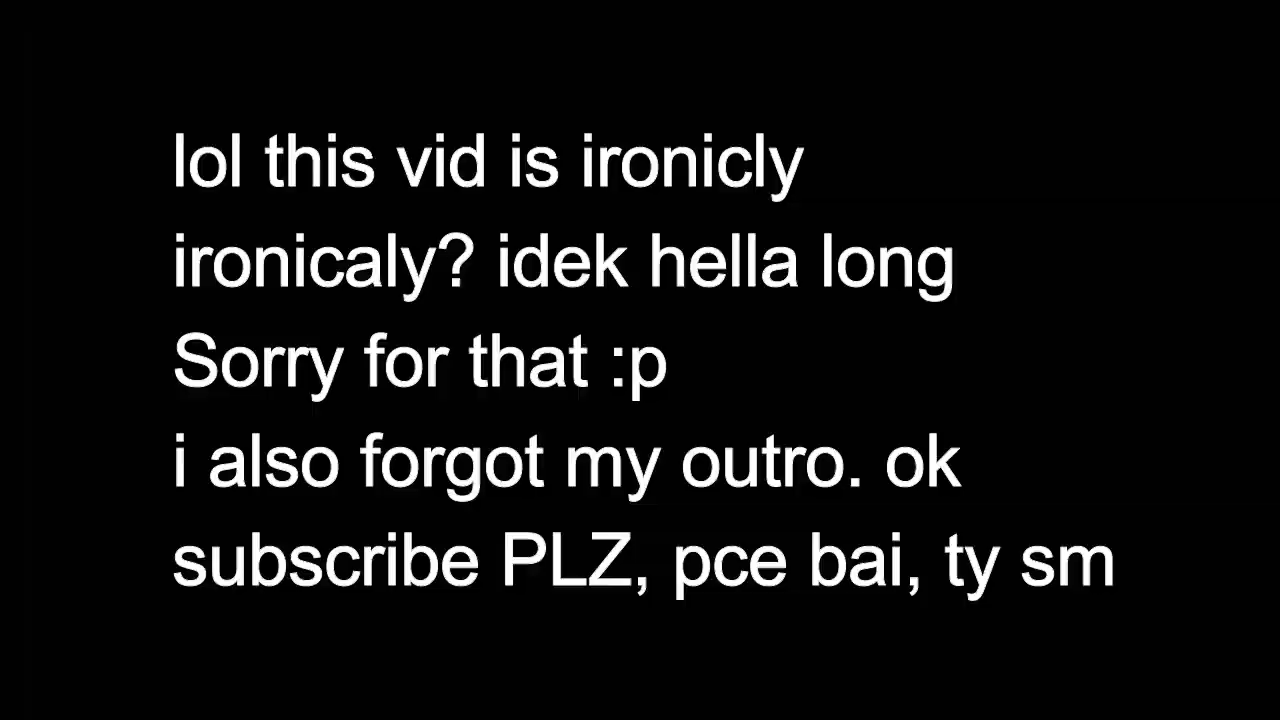 lol this vid is ironicly
ironicaly? idek hella long
Sorry for that :p
i also forgot my outro. ok
subscribe PLZ, pce bai, ty sm